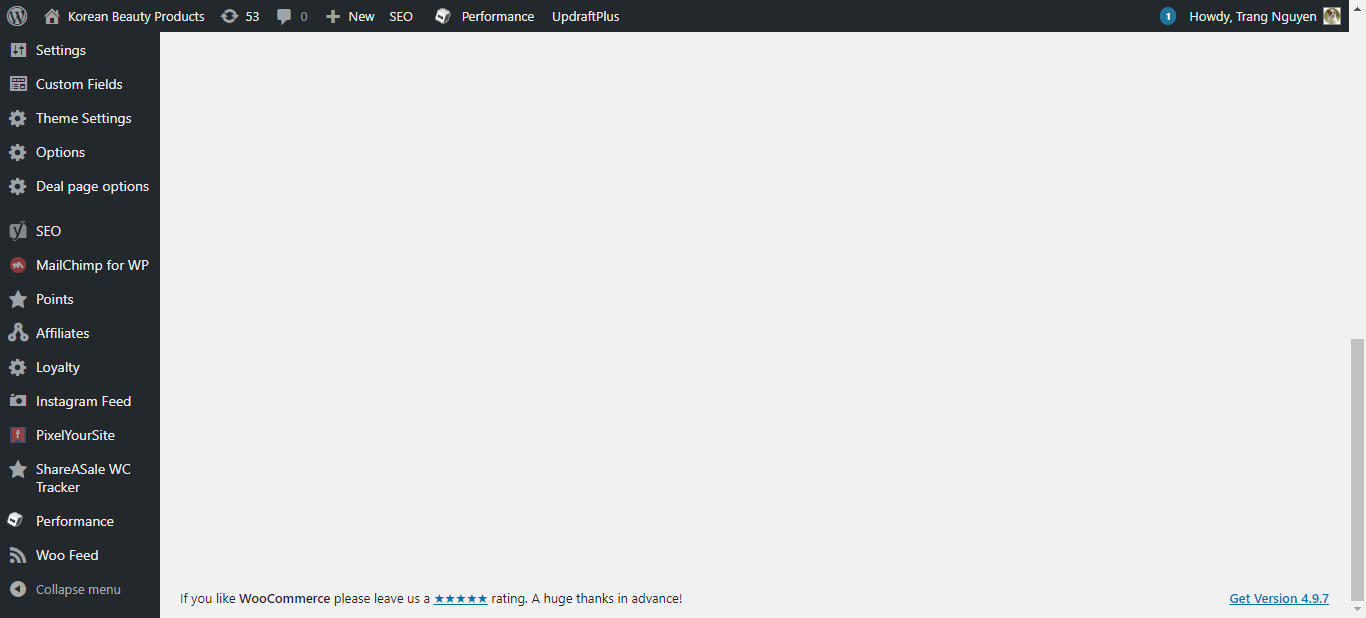 Korean Beauty Products 53 0 New SEO Performance UpdraftPlus 1 Howdy, Trang Nguyen
Settings
Custom Fields
Theme Settings
Options
Deal page options
SEO
MailChimp for WP
Points
Affiliates
Loyalty
Instagram Feed
PixelYourSite
ShareASale WC
Tracker
Performance
Woo Feed
Collapse menu
If you like WooCommerce please leave us a ★★★★★ rating. A huge thanks in advance! Get Version 4.9.7